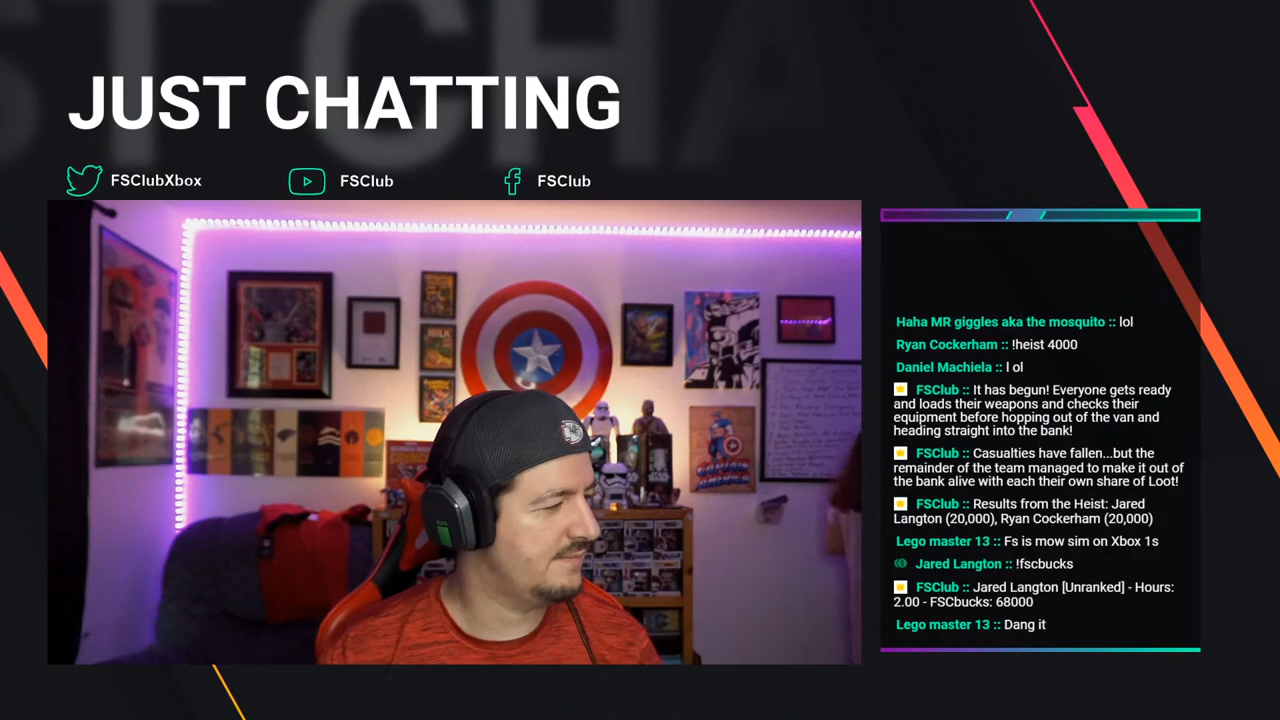 JUST CHATTING
FSClubXbox
FSClub
FSClub
HULK
CAPTAIN
AMERICA
Haha MR giggles aka the mosquito :: lol
Ryan Cockerham :: !heist 4000
Daniel Machiela :: l ol
FSClub :: It has begun! Everyone gets ready
and loads their weapons and checks their
equipment before hopping out of the van and
heading straight into the bank!
FSClub :: Casualties have fallen...but the
remainder of the team managed to make it out of
the bank alive with each their own share of Loot!
FSClub :: Results from the Heist: Jared
Langton (20,000), Ryan Cockerham (20,000)
Lego master 13 :: Fs is mow sim on Xbox 1s
Jared Langton :: !fscbucks
FSClub :: Jared Langton [Unranked] - Hours:
2.00 - FSCbucks: 68000
Lego master 13 :: Dang it